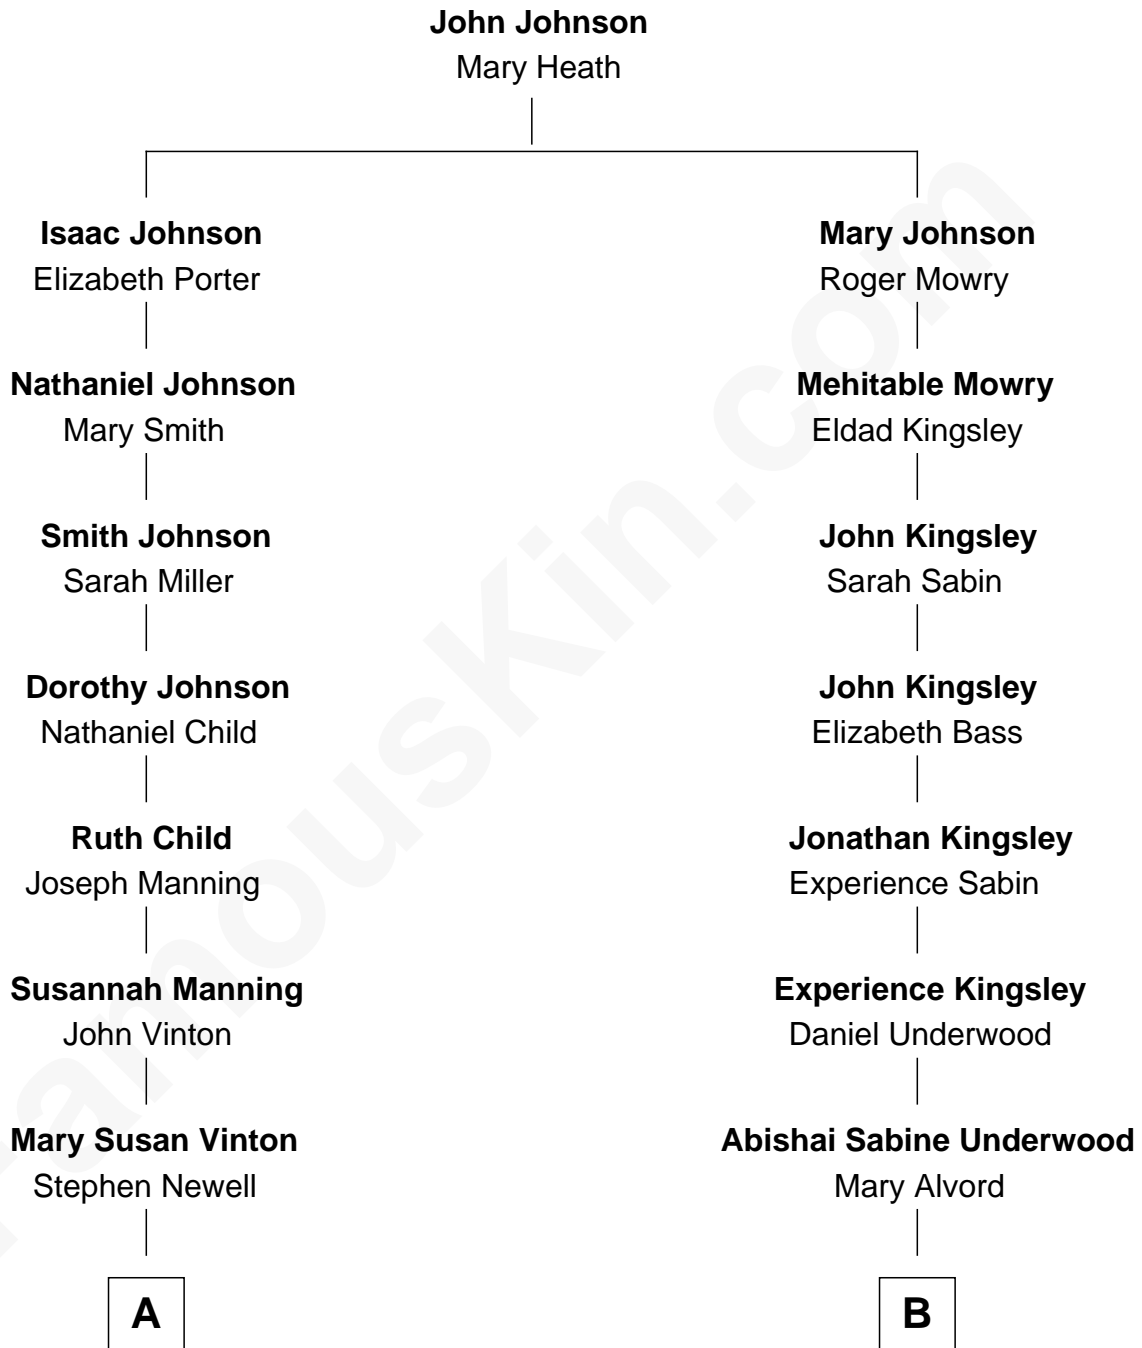 John Johnson
Mary Heath
Isaac Johnson
Elizabeth Porter
Mary Johnson
Roger Mowry
Nathaniel Johnson
Mary Smith
Mehitable Mowry
Eldad Kingsley
Smith Johnson
Sarah Miller
John Kingsley
Sarah Sabin
Dorothy Johnson
Nathaniel Child
John Kingsley
Elizabeth Bass
Ruth Child
Joseph Manning
Jonathan Kingsley
Experience Sabin
Susannah Manning
John Vinton
Experience Kingsley
Daniel Underwood
Mary Susan Vinton
Stephen Newell
Abishai Sabine Underwood
Mary Alvord
A
B
FamousKin.com